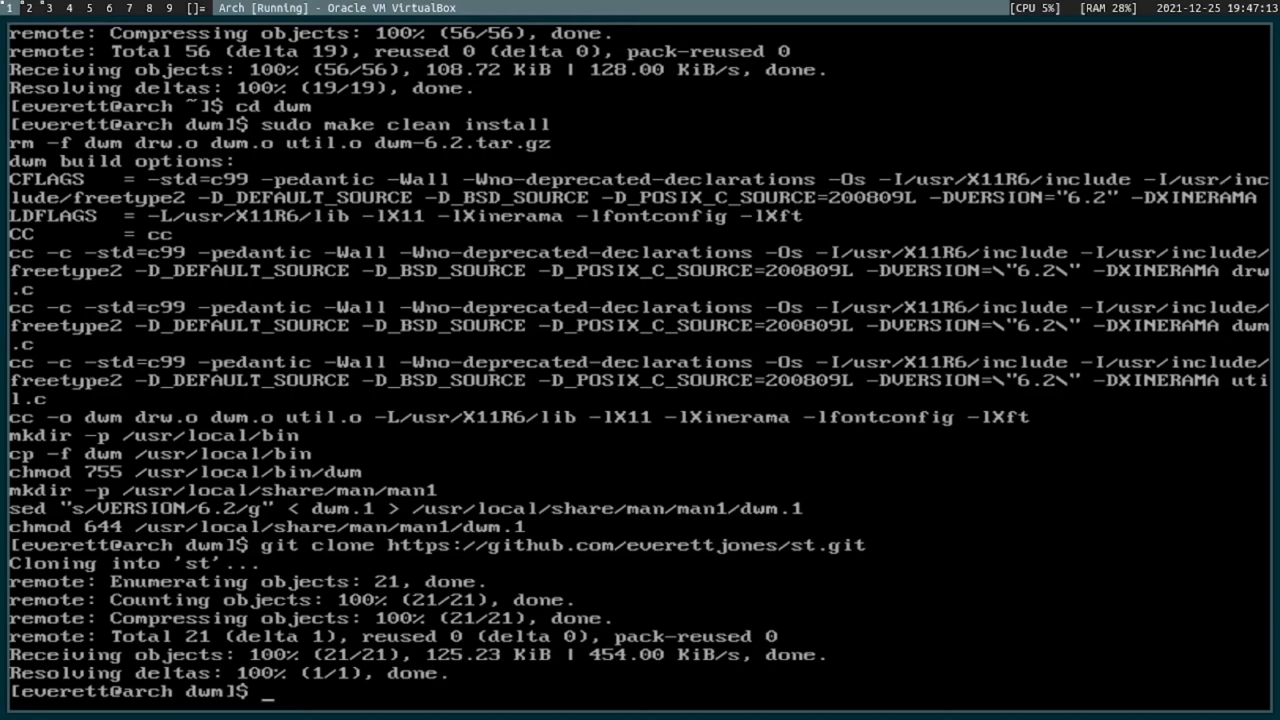 1 2 3 4 5 6 7 8 9 []= Arch [Running] - Oracle VM VirtualBox [CPU 5%] [RAM 28%] 2021-12-25 19:47:13
remote: Compressing objects: 100% (56/56), done.
remote: Total 56 (delta 19), reused 0 (delta 0), pack-reused 0
Receiving objects: 100% (56/56), 108.72 KiB | 128.00 KiB/s, done.
Resolving deltas: 100% (19/19), done.
[everett@arch ~]$ cd dwm
[everett@arch dwm]$ sudo make clean install
rm -f dwm drw.o dwm.o util.o dwm-6.2.tar.gz
dwm build options:
CFLAGS   = -std=c99 -pedantic -Wall -Wno-deprecated-declarations -Os -I/usr/X11R6/include -I/usr/inc
lude/freetype2 -D_DEFAULT_SOURCE -D_BSD_SOURCE -D_POSIX_C_SOURCE=200809L -DVERSION="6.2" -DXINERAMA
LDFLAGS  = -L/usr/X11R6/lib -lX11 -lXinerama -lfontconfig -lXft
CC       = cc
cc -c -std=c99 -pedantic -Wall -Wno-deprecated-declarations -Os -I/usr/X11R6/include -I/usr/include/
freetype2 -D_DEFAULT_SOURCE -D_BSD_SOURCE -D_POSIX_C_SOURCE=200809L -DVERSION=\"6.2\" -DXINERAMA drw
.c
cc -c -std=c99 -pedantic -Wall -Wno-deprecated-declarations -Os -I/usr/X11R6/include -I/usr/include/
freetype2 -D_DEFAULT_SOURCE -D_BSD_SOURCE -D_POSIX_C_SOURCE=200809L -DVERSION=\"6.2\" -DXINERAMA dwm
.c
cc -c -std=c99 -pedantic -Wall -Wno-deprecated-declarations -Os -I/usr/X11R6/include -I/usr/include/
freetype2 -D_DEFAULT_SOURCE -D_BSD_SOURCE -D_POSIX_C_SOURCE=200809L -DVERSION=\"6.2\" -DXINERAMA uti
l.c
cc -o dwm drw.o dwm.o util.o -L/usr/X11R6/lib -lX11 -lXinerama -lfontconfig -lXft
mkdir -p /usr/local/bin
cp -f dwm /usr/local/bin
chmod 755 /usr/local/bin/dwm
mkdir -p /usr/local/share/man/man1
sed "s/VERSION/6.2/g" < dwm.1 > /usr/local/share/man/man1/dwm.1
chmod 644 /usr/local/share/man/man1/dwm.1
[everett@arch dwm]$ git clone https://github.com/everettjones/st.git
Cloning into 'st'...
remote: Enumerating objects: 21, done.
remote: Counting objects: 100% (21/21), done.
remote: Compressing objects: 100% (21/21), done.
remote: Total 21 (delta 1), reused 0 (delta 0), pack-reused 0
Receiving objects: 100% (21/21), 125.23 KiB | 454.00 KiB/s, done.
Resolving deltas: 100% (1/1), done.
[everett@arch dwm]$ _